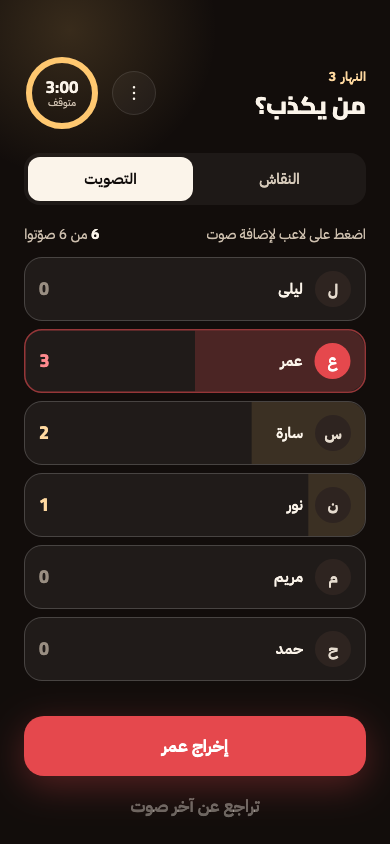 النهار 3
من يكذب؟
⋮
3:00
متوقف
النقاش
التصويت
اضغط على لاعب لإضافة صوت
6 من 6 صوّتوا
ل ليلى 0
ع عمر 3
س سارة 2
ن نور 1
م مريم 0
ح حمد 0
إخراج عمر
تراجع عن آخر صوت